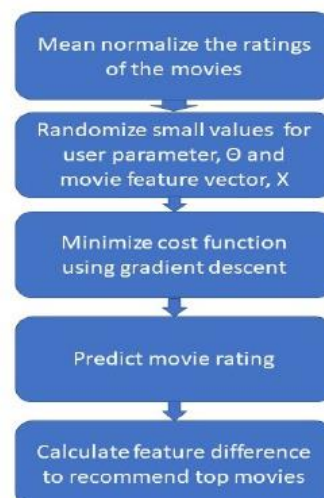 Mean normalize the ratings
of the movies
Randomize small values for
user parameter, Θ and
movie feature vector, X
Minimize cost function
using gradient descent
Predict movie rating
Calculate feature difference
to recommend top movies